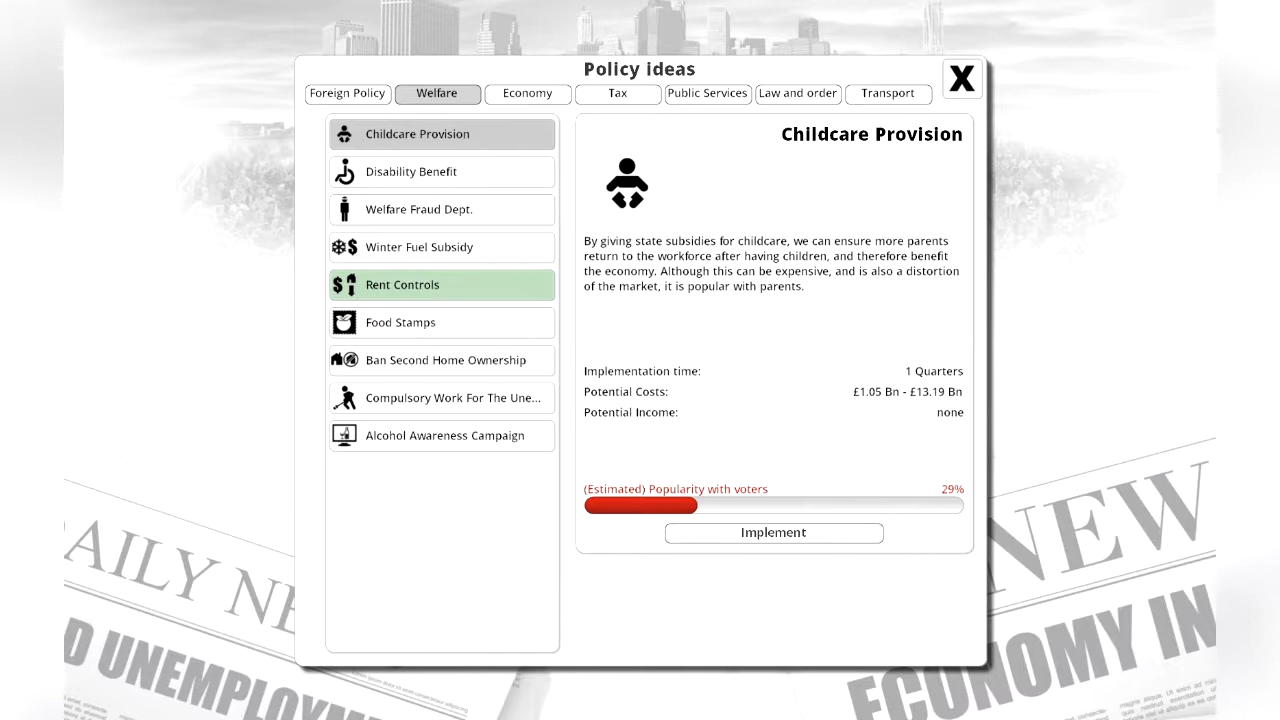 Policy ideas
X
Foreign Policy
Welfare
Economy
Tax
Public Services
Law and order
Transport
Childcare Provision
Disability Benefit
Welfare Fraud Dept.
Winter Fuel Subsidy
Rent Controls
Food Stamps
Ban Second Home Ownership
Compulsory Work For The Une...
Alcohol Awareness Campaign
Childcare Provision
By giving state subsidies for childcare, we can ensure more parents
return to the workforce after having children, and therefore benefit
the economy. Although this can be expensive, and is also a distortion
of the market, it is popular with parents.
Implementation time: 1 Quarters
Potential Costs: £1.05 Bn - £13.19 Bn
Potential Income: none
(Estimated) Popularity with voters 29%
Implement
AILY NE
D UNEMPLOYM
NEW
ECONOMY IN